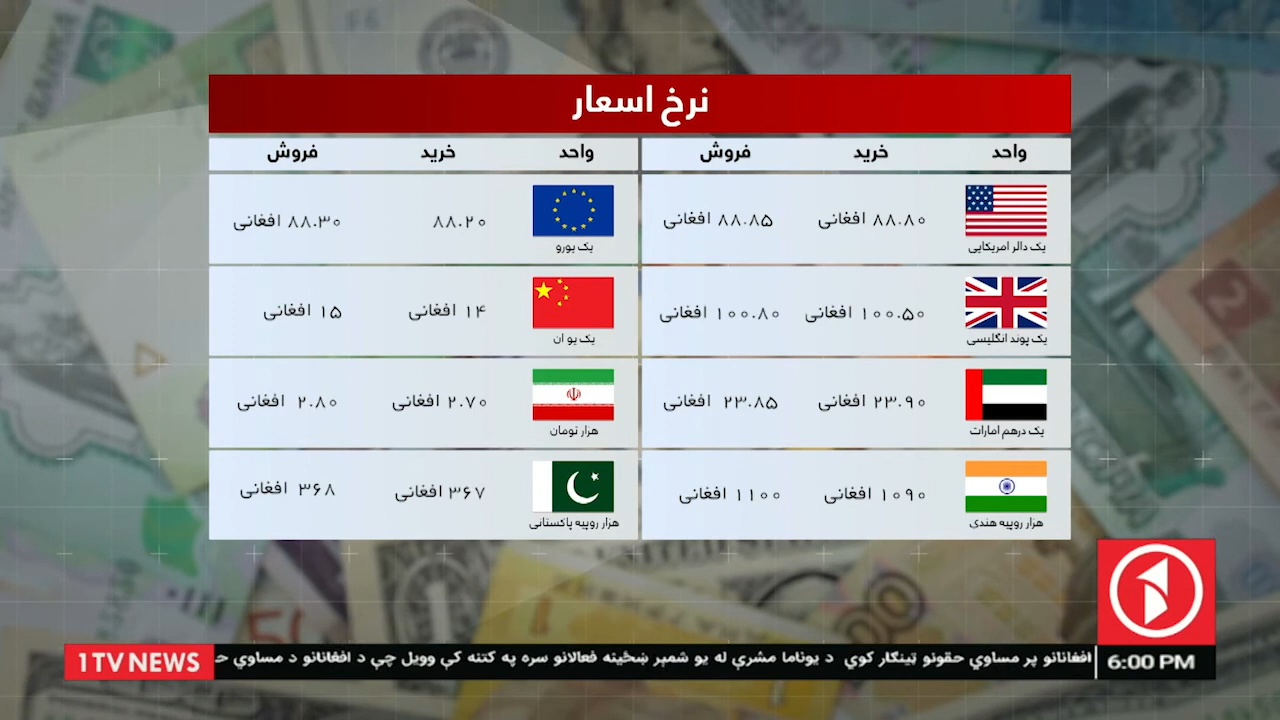 نرخ اسعار
واحد خرید فروش
۸۸.۸۰ افغانی ۸۸.۸۵ افغانی
یک دالر امریکایی
۱۰۰.۵۰ افغانی ۱۰۰.۸۰ افغانی
یک پوند انگلیسی
۲۳.۹۰ افغانی ۲۳.۸۵ افغانی
یک درهم امارات
۱۰۹۰ افغانی ۱۱۰۰ افغانی
هزار روپیه هندی
واحد خرید فروش
۸۸.۲۰ ۸۸.۳۰ افغانی
یک یورو
۱۴ افغانی ۱۵ افغانی
یک یو ان
۲.۷۰ افغانی ۲.۸۰ افغانی
هزار تومان
۳۶۷ افغانی ۳۶۸ افغانی
هزار روپیه پاکستانی
1TV NEWS
افغانانو پر مساوي حقونو ټینګار کوي د یوناما مشرې له یو شمېر ښځینه فعالانو سره په کتنه کې وویل چې د افغانانو د مساوي ح
6:00 PM